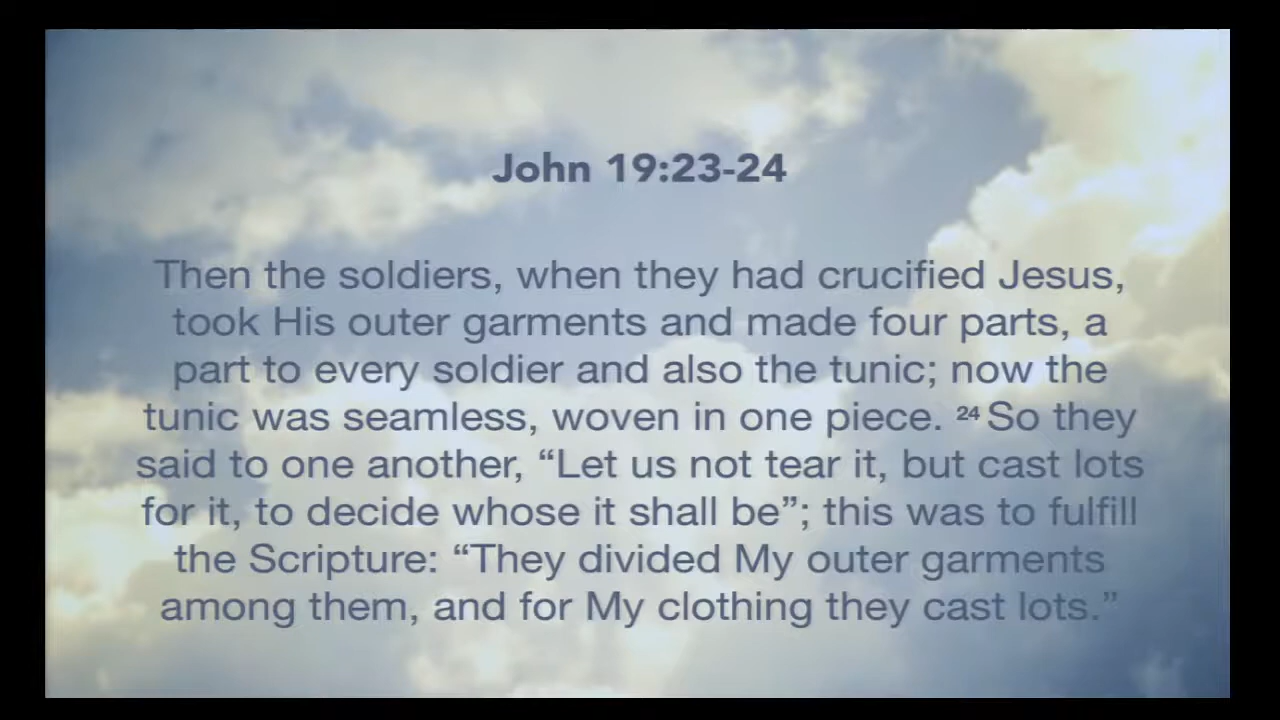 John 19:23-24
Then the soldiers, when they had crucified Jesus,
took His outer garments and made four parts, a
part to every soldier and also the tunic; now the
tunic was seamless, woven in one piece. 24 So they
said to one another, “Let us not tear it, but cast lots
for it, to decide whose it shall be”; this was to fulfill
the Scripture: “They divided My outer garments
among them, and for My clothing they cast lots.”